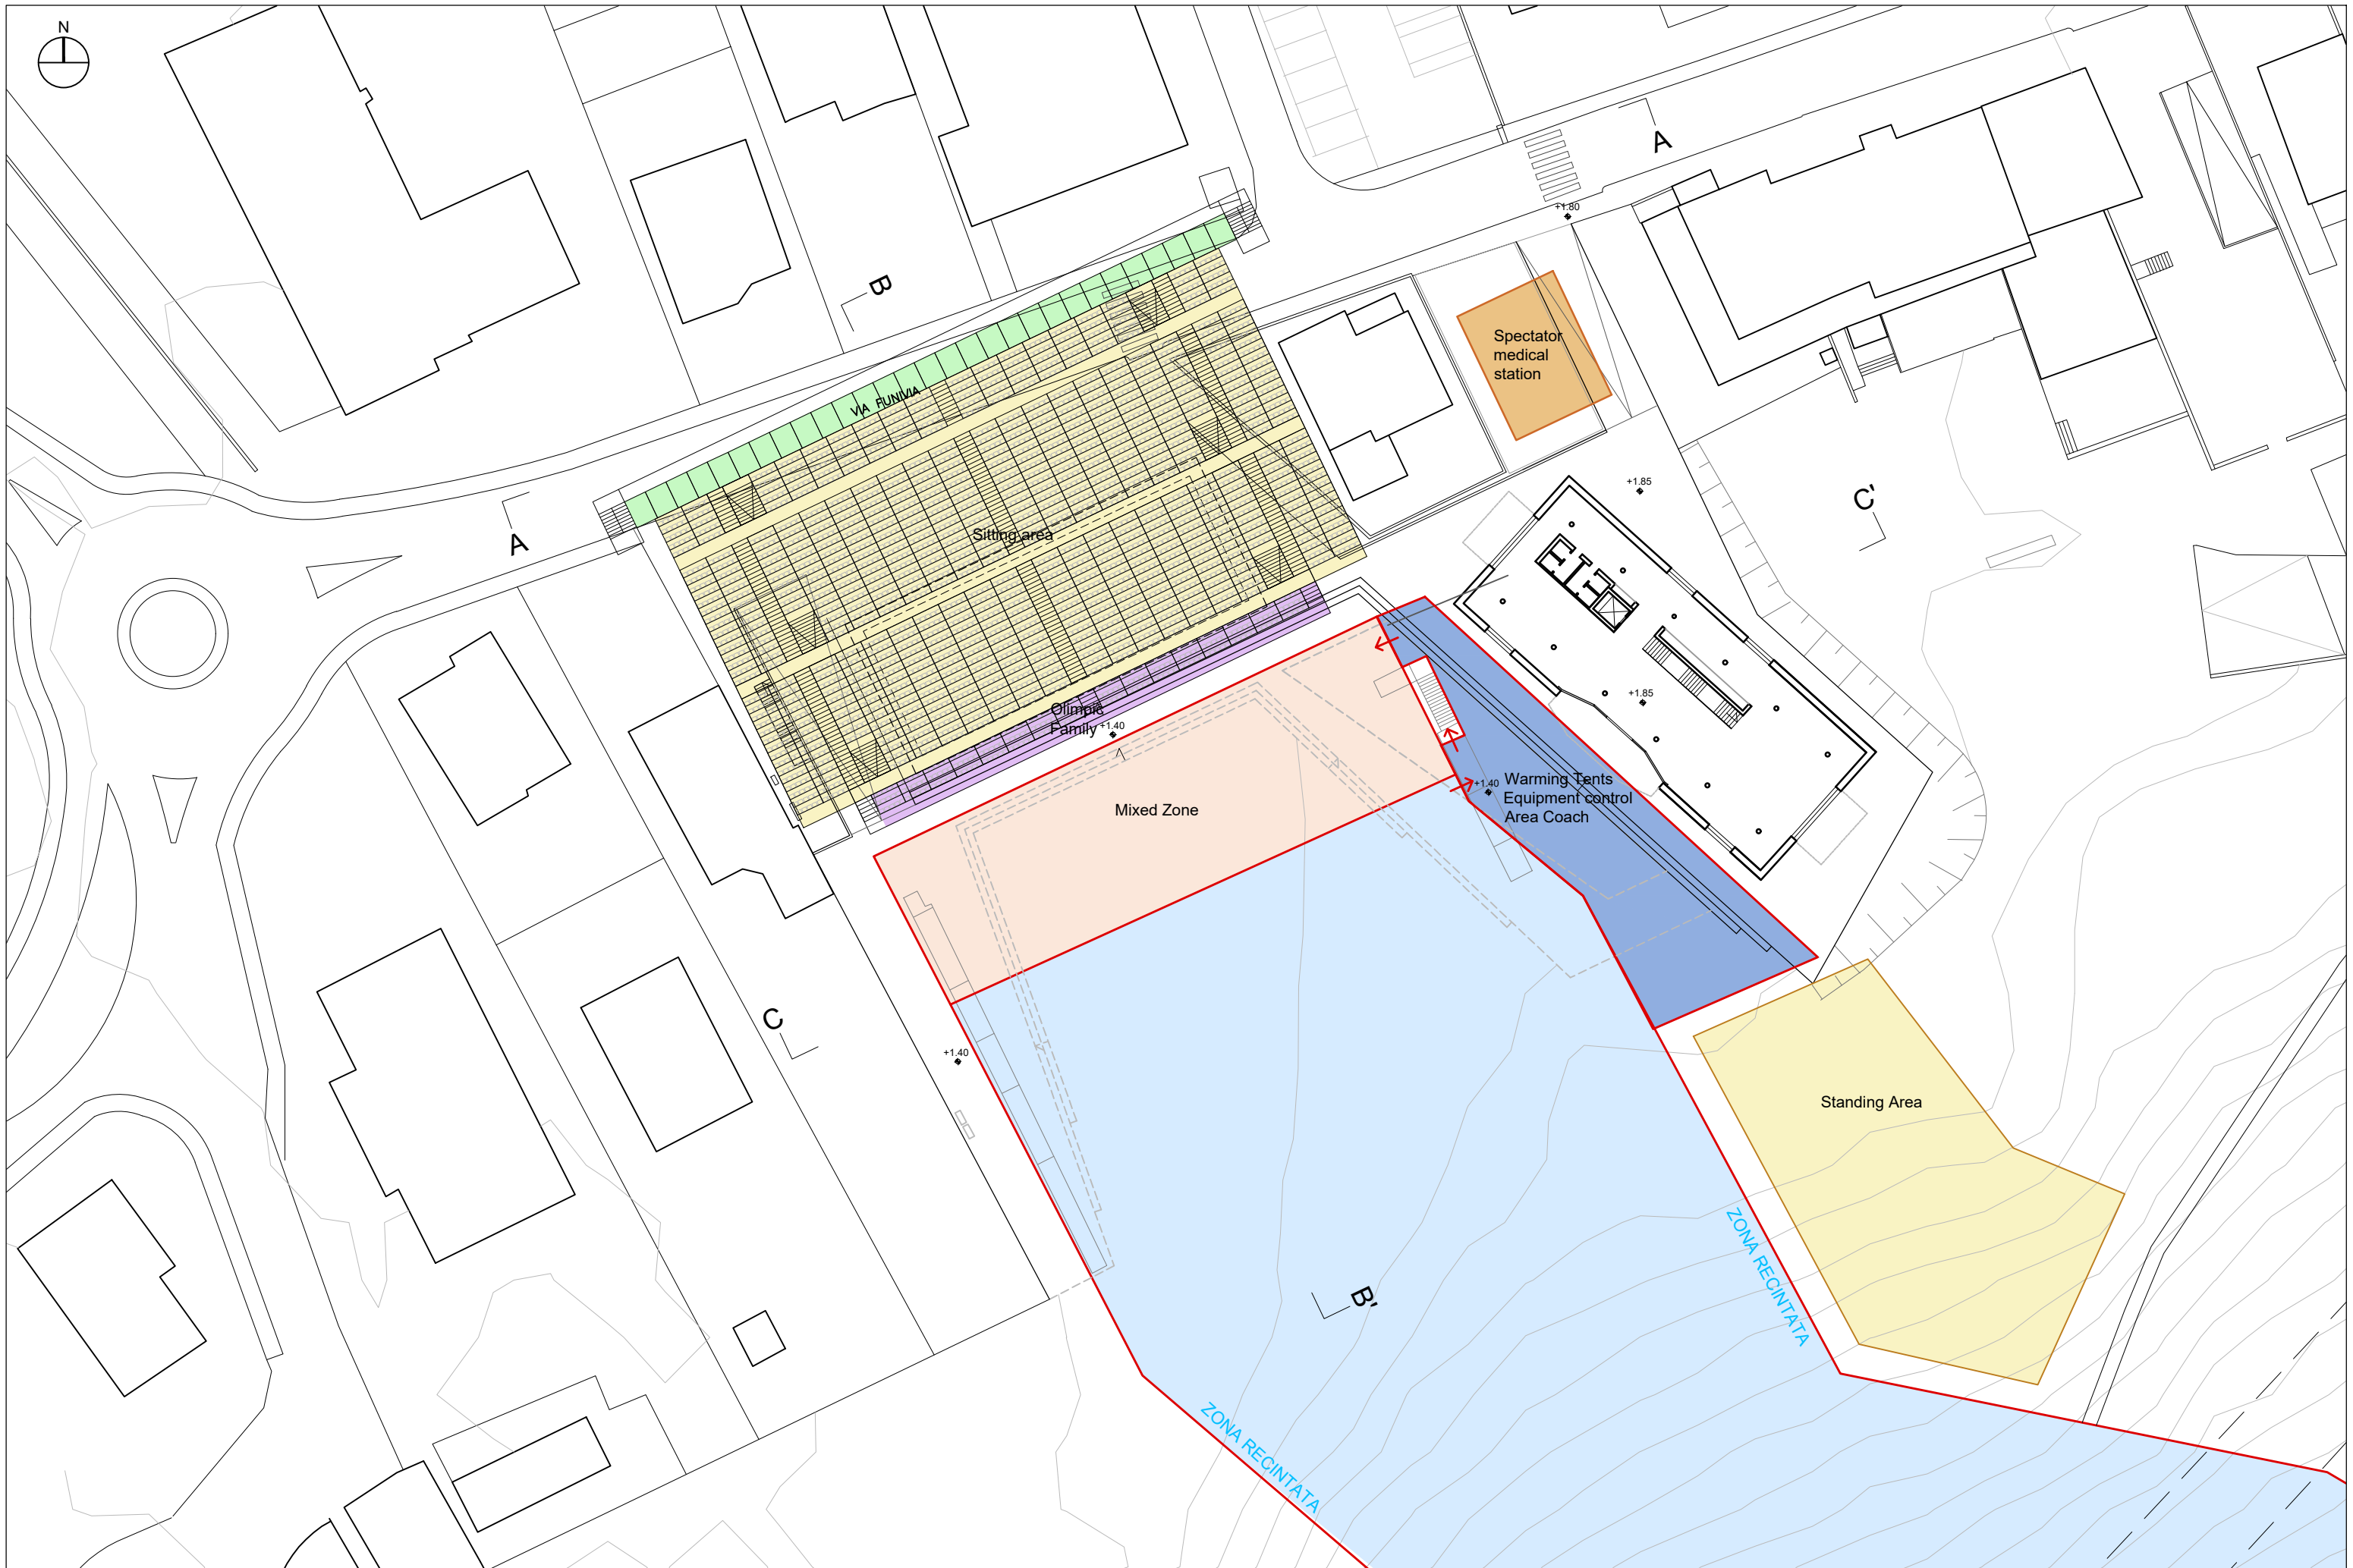 N
A
+1.80
B
Spectator
medical
station
VIA FUNIVIA
+1.85
C'
Sitting area
A
+1.85
Olimpic
Family
+1.40
+1.40
Warming Tents
Equipment control
Area Coach
Mixed Zone
C
+1.40
Standing Area
ZONA RECINTATA
B'
ZONA RECINTATA